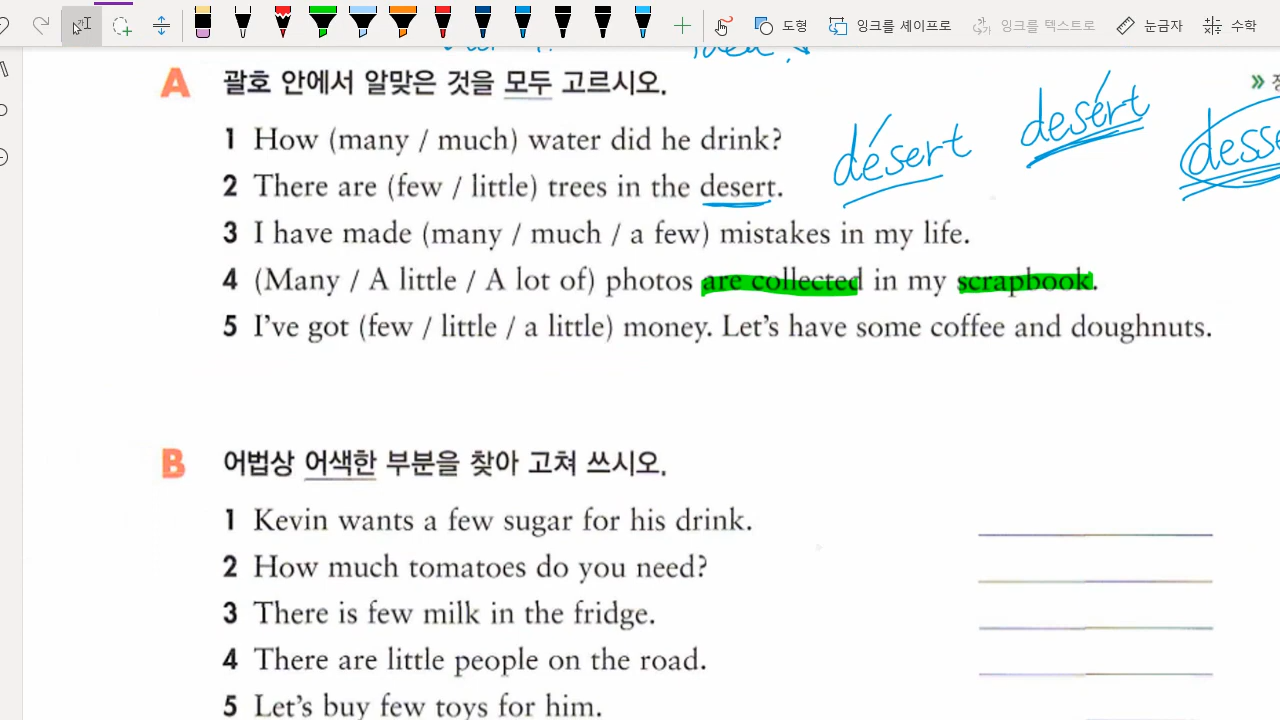 도형 잉크를 셰이프로 잉크를 텍스트로 눈금자 수학
A 괄호 안에서 알맞은 것을 모두 고르시오.
1 How (many / much) water did he drink?
désert desért
2 There are (few / little) trees in the desert.
3 I have made (many / much / a few) mistakes in my life.
4 (Many / A little / A lot of) photos are collected in my scrapbook.
5 I've got (few / little / a little) money. Let's have some coffee and doughnuts.
B 어법상 어색한 부분을 찾아 고쳐 쓰시오.
1 Kevin wants a few sugar for his drink.
2 How much tomatoes do you need?
3 There is few milk in the fridge.
4 There are little people on the road.
5 Let's buy few toys for him.